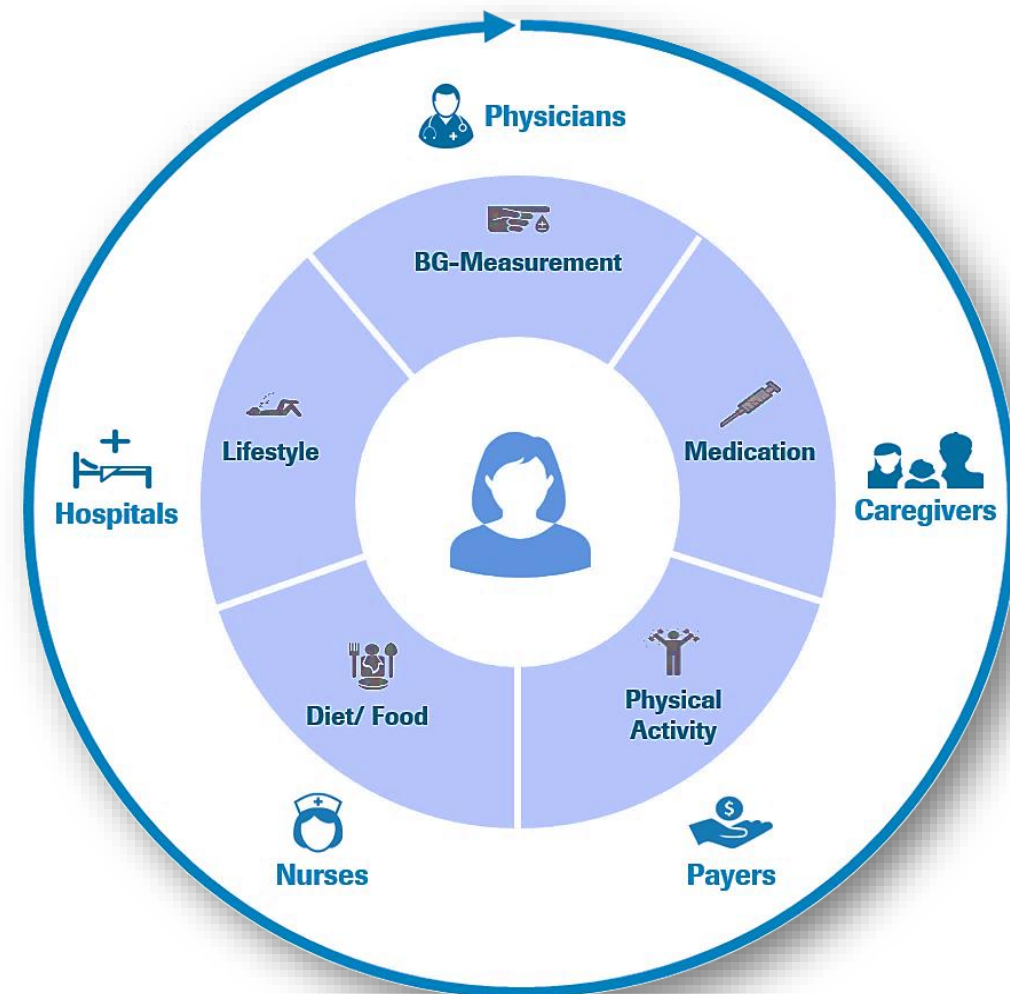 Physicians
BG-Measurement
Lifestyle
Medication
Hospitals
Caregivers
Diet/ Food
Physical
Activity
Nurses
Payers
$